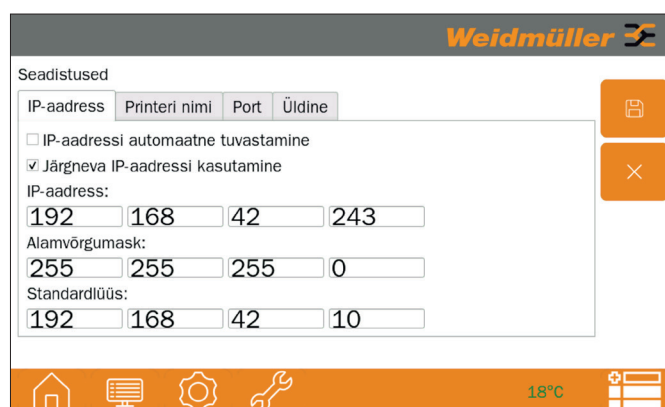 Weidmüller
Seadistused
IP-aadress Printeri nimi Port Üldine
IP-aadressi automaatne tuvastamine
Järgneva IP-aadressi kasutamine
IP-aadress:
192 168 42 243
Alamvõrgumask:
255 255 255 0
Standardlüüs:
192 168 42 10
18°C